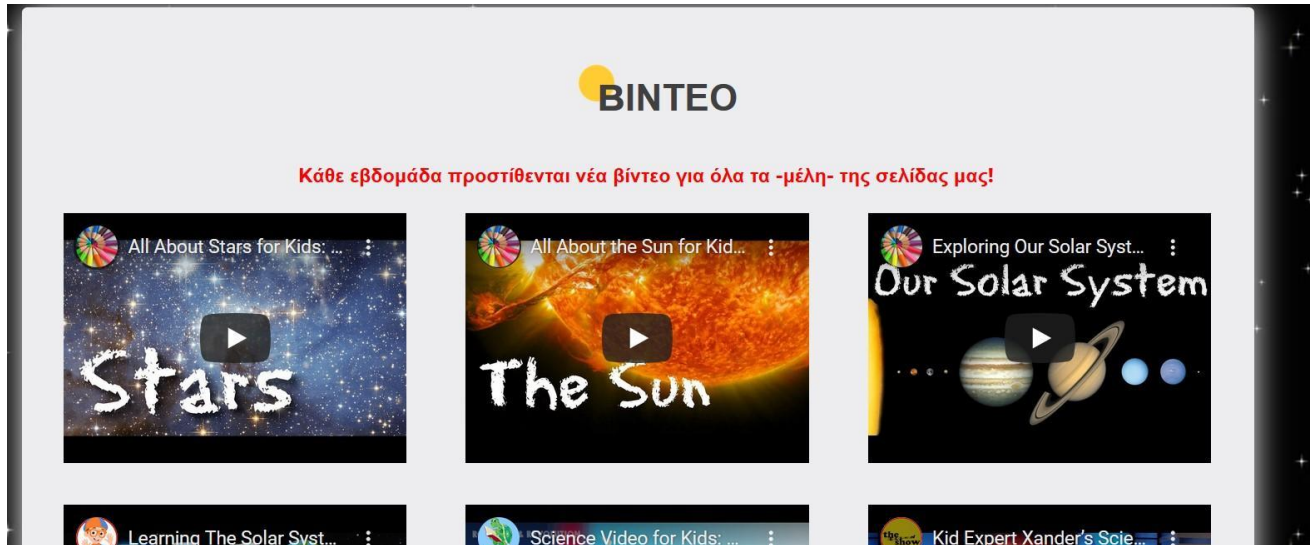 ΒΙΝΤΕΟ
Κάθε εβδομάδα προστίθενται νέα βίντεο για όλα τα -μέλη- της σελίδας μας!
All About Stars for Kids: ...
Stars
All About the Sun for Kid...
The Sun
Exploring Our Solar Syst...
Our Solar System
Learning The Solar Syst...
Science Video for Kids: ...
the show
Kid Expert Xander's Scie...